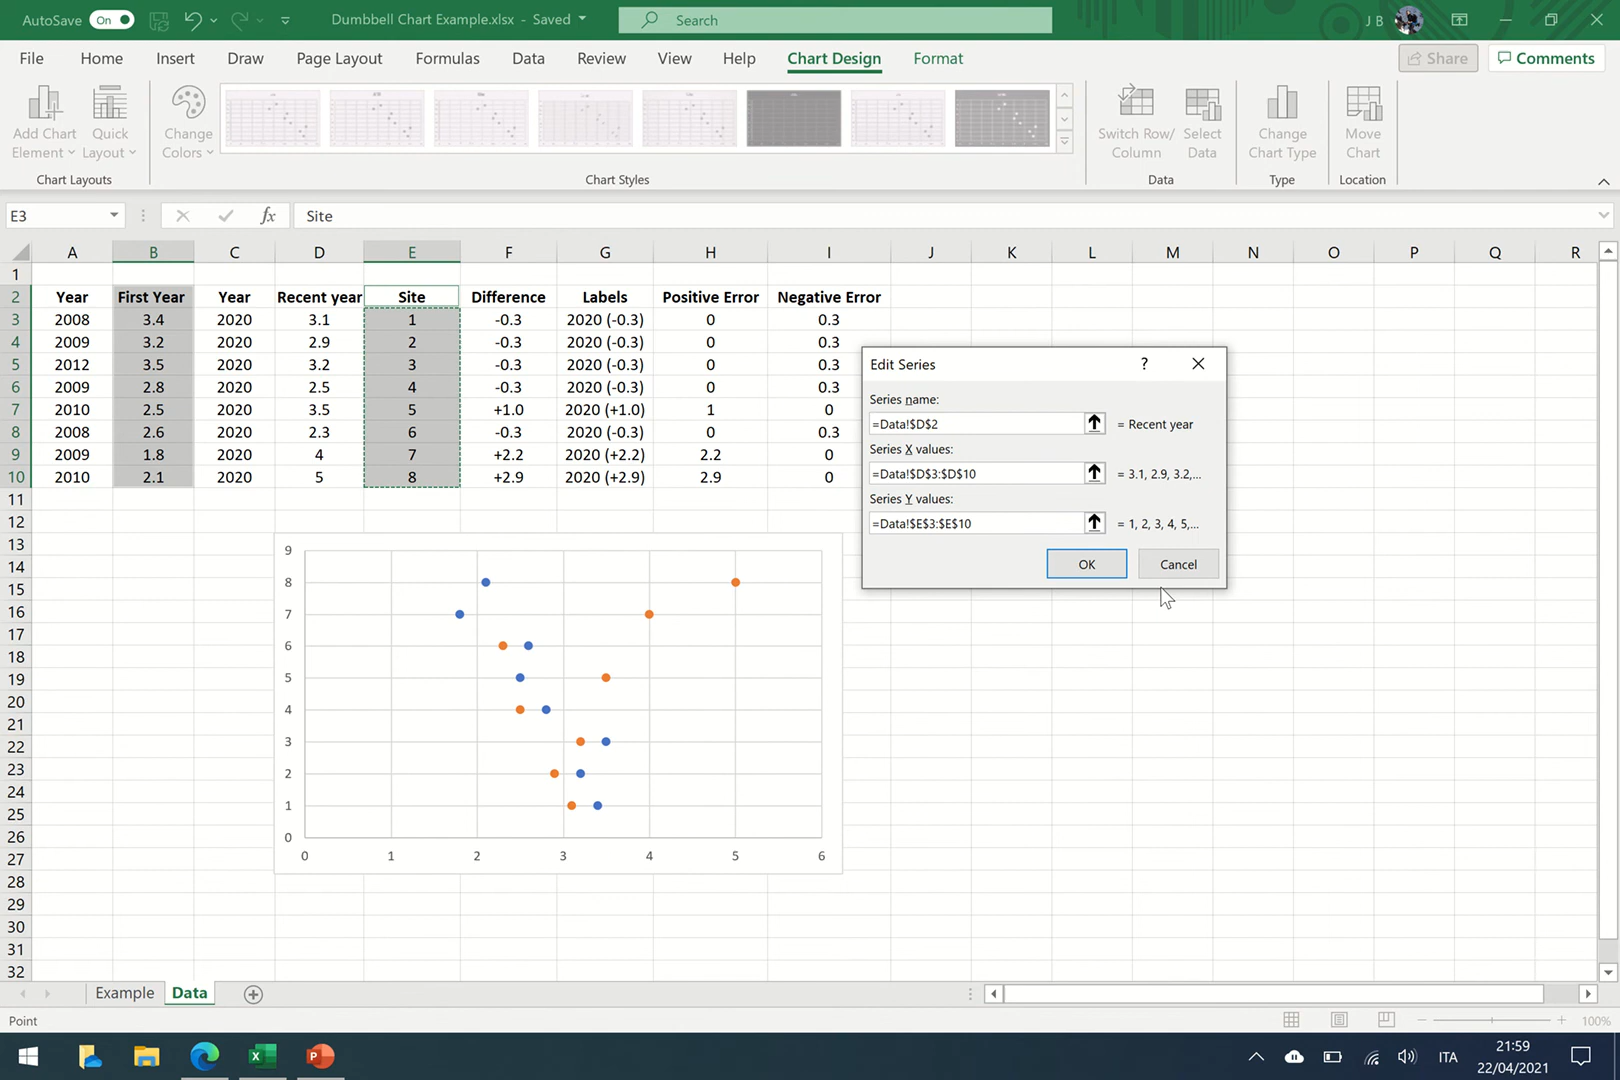 AutoSave On Dumbbell Chart Example.xlsx - Saved Search J B
File Home Insert Draw Page Layout Formulas Data Review View Help Chart Design Format Share Comments
Add Chart Element
Quick Layout
Change Colors
Switch Row/ Column
Select Data
Change Chart Type
Move Chart
Chart Layouts Chart Styles Data Type Location
E3 fx Site
A B C D E F G H I J K L M N O P Q R
1
2 Year First Year Year Recent year Site Difference Labels Positive Error Negative Error
3 2008 3.4 2020 3.1 1 -0.3 2020 (-0.3) 0 0.3
4 2009 3.2 2020 2.9 2 -0.3 2020 (-0.3) 0 0.3
5 2012 3.5 2020 3.2 3 -0.3 2020 (-0.3) 0 0.3
6 2009 2.8 2020 2.5 4 -0.3 2020 (-0.3) 0 0.3
7 2010 2.5 2020 3.5 5 +1.0 2020 (+1.0) 1 0
8 2008 2.6 2020 2.3 6 -0.3 2020 (-0.3) 0 0.3
9 2009 1.8 2020 4 7 +2.2 2020 (+2.2) 2.2 0
10 2010 2.1 2020 5 8 +2.9 2020 (+2.9) 2.9 0
11
12
13
14
15
16
17
18
19
20
21
22
23
24
25
26
27
28
29
30
31
32
Edit Series ?
Series name:
=Data!$D$2 = Recent year
Series X values:
=Data!$D$3:$D$10 = 3.1, 2.9, 3.2,...
Series Y values:
=Data!$E$3:$E$10 = 1, 2, 3, 4, 5,...
OK Cancel
9
8
7
6
5
4
3
2
1
0
0 1 2 3 4 5 6
Example Data
Point 100%
ITA 21:59
22/04/2021